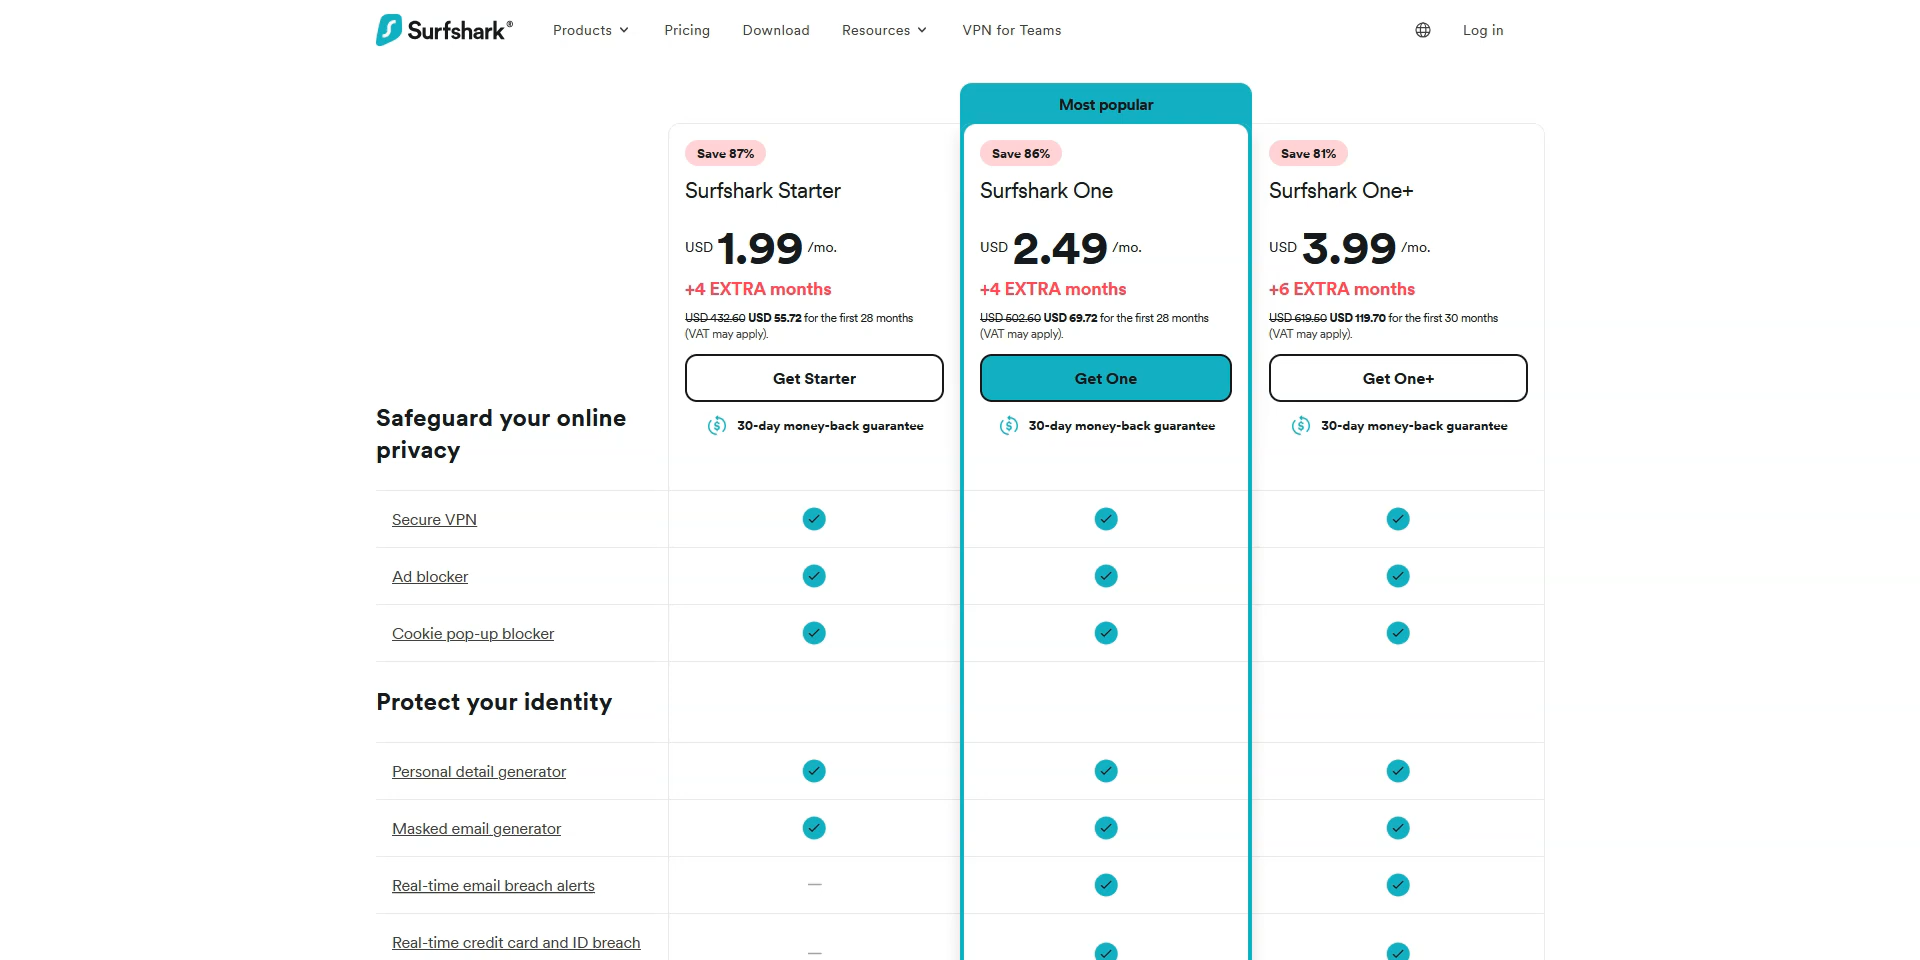 Surfshark®
Products
Pricing
Download
Resources
VPN for Teams
Log in
Most popular
Save 87%
Surfshark Starter
USD 1.99 /mo.
+4 EXTRA months
USD 432.60 USD 55.72 for the first 28 months
(VAT may apply).
Get Starter
30-day money-back guarantee
Save 86%
Surfshark One
USD 2.49 /mo.
+4 EXTRA months
USD 502.60 USD 69.72 for the first 28 months
(VAT may apply).
Get One
30-day money-back guarantee
Save 81%
Surfshark One+
USD 3.99 /mo.
+6 EXTRA months
USD 619.50 USD 119.70 for the first 30 months
(VAT may apply).
Get One+
30-day money-back guarantee
Safeguard your online
privacy
Secure VPN
Ad blocker
Cookie pop-up blocker
Protect your identity
Personal detail generator
Masked email generator
Real-time email breach alerts
Real-time credit card and ID breach